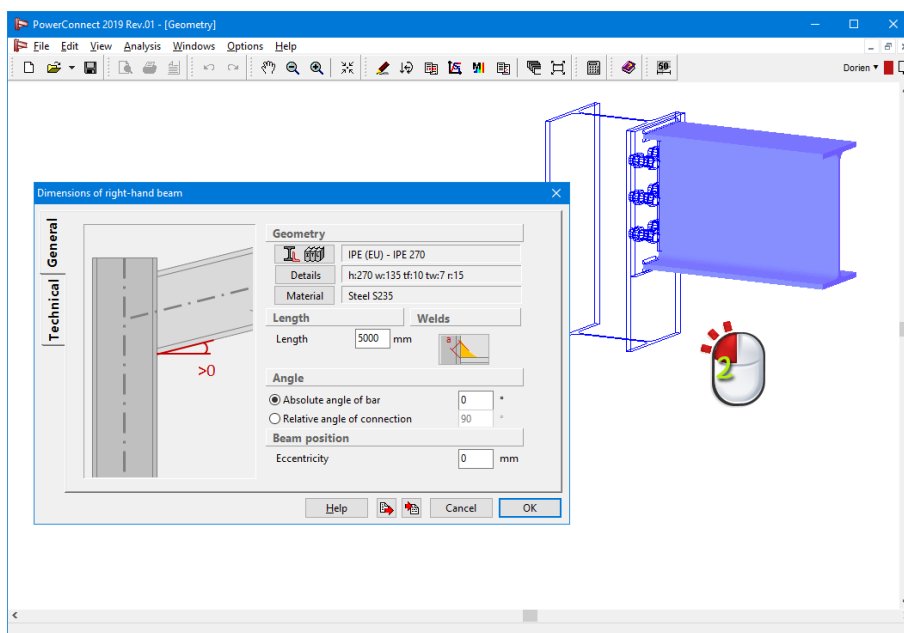 PowerConnect 2019 Rev.01 - [Geometry]
File Edit View Analysis Windows Options Help
50
Dorien
Dimensions of right-hand beam
General
Technical
>0
Geometry
IPE (EU) - IPE 270
Details h:270 w:135 tf:10 tw:7 r:15
Material Steel S235
Length Welds
Length 5000 mm
a
Angle
Absolute angle of bar 0 °
Relative angle of connection 90 °
Beam position
Eccentricity 0 mm
Help Cancel OK
2